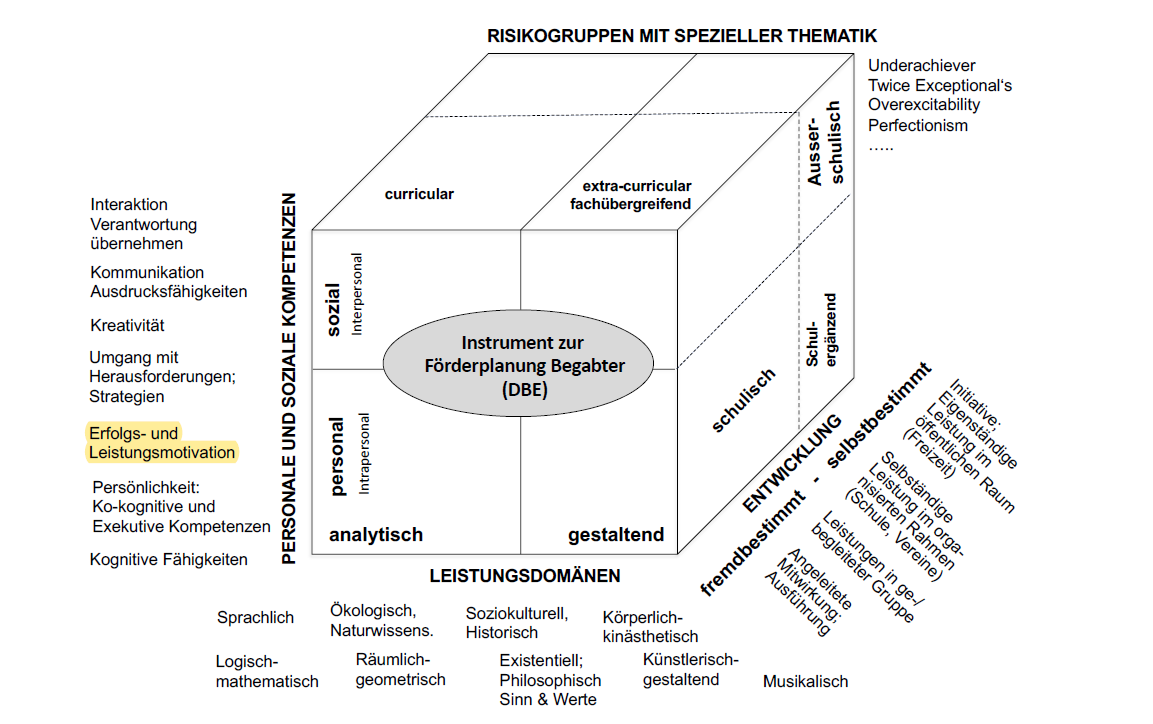 RISIKOGRUPPEN MIT SPEZIELLER THEMATIK
Underachiever
Twice Exceptional‘s
Overexcitability
Perfectionism
…..
Ausser-
schulisch
curricular
extra-curricular
fachübergreifend
Interaktion
Verantwortung
übernehmen
Kommunikation
Ausdrucksfähigkeiten
Kreativität
Umgang mit
Herausforderungen;
Strategien
Erfolgs- und
Leistungsmotivation
Persönlichkeit:
Ko-kognitive und
Exekutive Kompetenzen
Kognitive Fähigkeiten
PERSONALE UND SOZIALE KOMPETENZEN
sozial
Interpersonal
Instrument zur
Förderplanung Begabter
(DBE)
personal
Intrapersonal
analytisch
gestaltend
schulisch
Schul-
ergänzend
ENTWICKLUNG
fremdbestimmt - selbstbestimmt
Initiative;
Eigenständige
Leistung im
öffentlichen Raum
(Freizeit)
Selbständige
Leistung im orga-
nisierten Rahmen
(Schule, Vereine)
Leistungen in ge-/
begleiteter Gruppe
Angeleitete
Mitwirkung;
Ausführung
LEISTUNGSDOMÄNEN
Sprachlich
Ökologisch,
Naturwissens.
Soziokulturell,
Historisch
Körperlich-
kinästhetisch
Logisch-
mathematisch
Räumlich-
geometrisch
Existentiell;
Philosophisch
Sinn & Werte
Künstlerisch-
gestaltend
Musikalisch